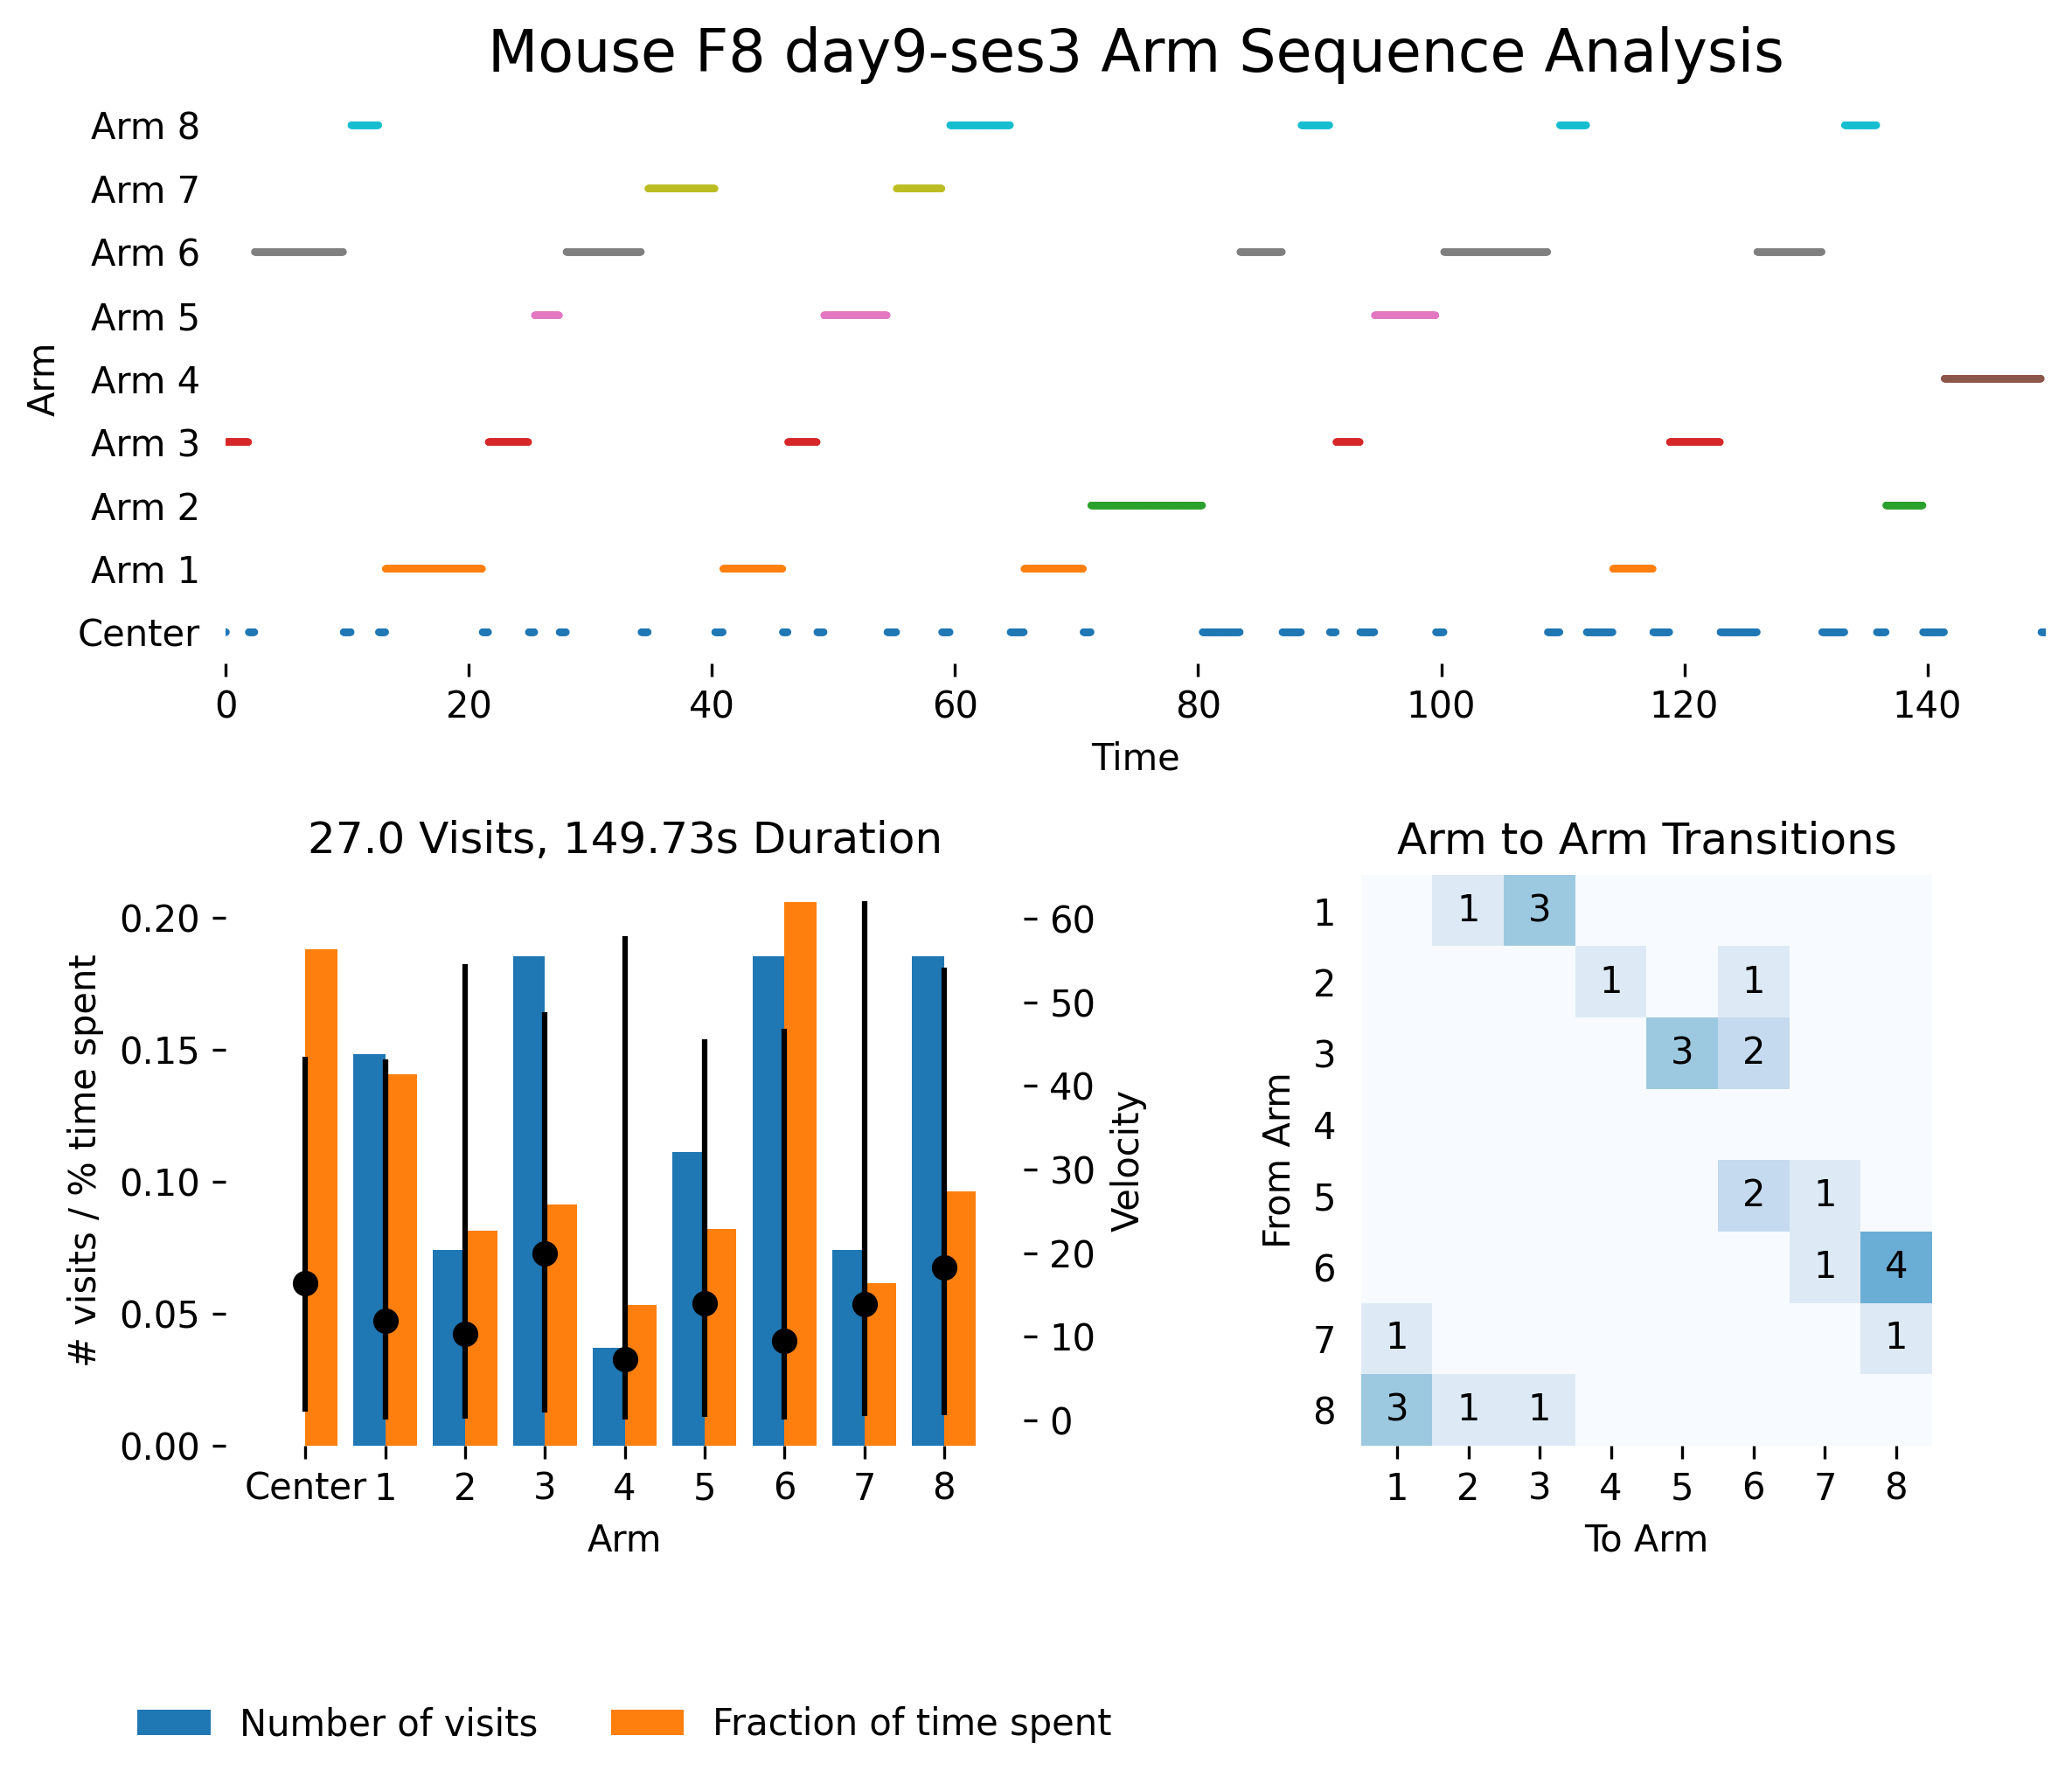 Mouse F8 day9-ses3 Arm Sequence Analysis
Arm
Arm 8
Arm 7
Arm 6
Arm 5
Arm 4
Arm 3
Arm 2
Arm 1
Center
0 20 40 60 80 100 120 140
Time
27.0 Visits, 149.73s Duration
# visits / % time spent
0.20
0.15
0.10
0.05
0.00
60
50
40
30
20
10
0
Velocity
Center 1 2 3 4 5 6 7 8
Arm
Arm to Arm Transitions
From Arm
1 1 3
2 1 1
3 3 2
4
5 2 1
6 1 4
7 1 1
8 3 1 1
1 2 3 4 5 6 7 8
To Arm
Number of visits
Fraction of time spent